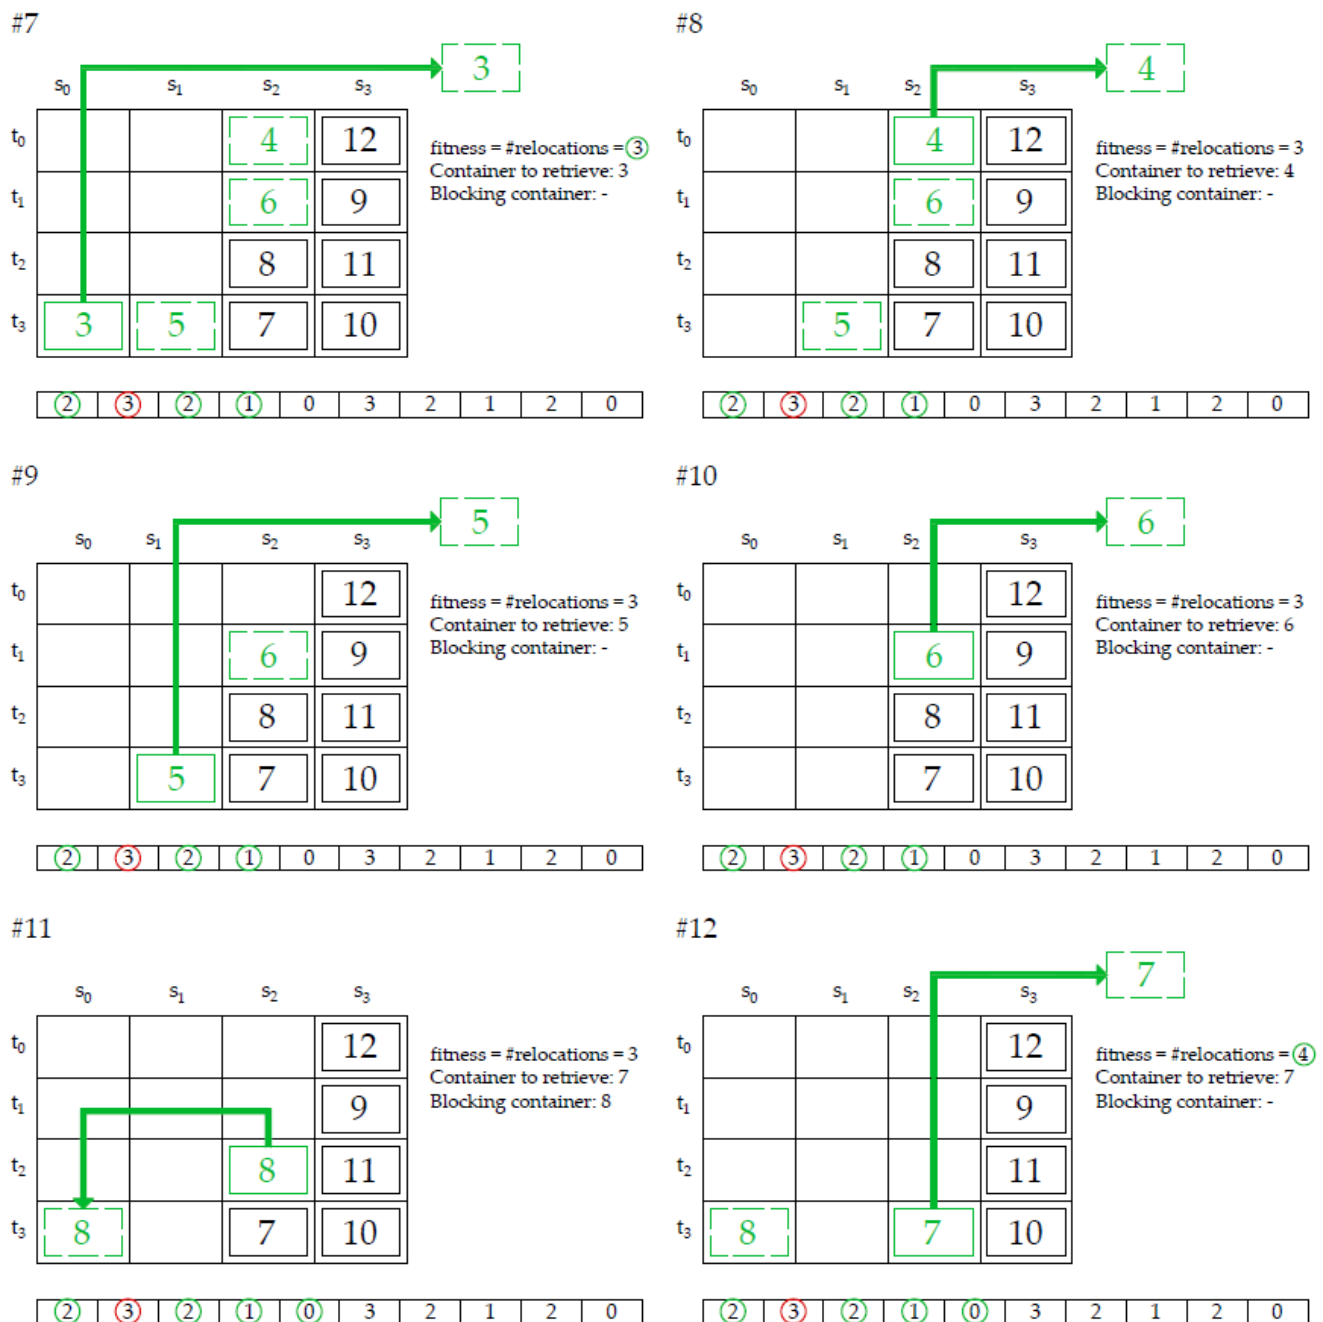 #7
3
s0 s1 s2 s3
t0 4 12
t1 6 9
t2 8 11
t3 3 5 7 10
fitness = #relocations = 3
Container to retrieve: 3
Blocking container: -
2 3 2 1 0 3 2 1 2 0
#8
4
s0 s1 s2 s3
t0 4 12
t1 6 9
t2 8 11
t3 5 7 10
fitness = #relocations = 3
Container to retrieve: 4
Blocking container: -
2 3 2 1 0 3 2 1 2 0
#9
5
s0 s1 s2 s3
t0 12
t1 6 9
t2 8 11
t3 5 7 10
fitness = #relocations = 3
Container to retrieve: 5
Blocking container: -
2 3 2 1 0 3 2 1 2 0
#10
6
s0 s1 s2 s3
t0 12
t1 6 9
t2 8 11
t3 7 10
fitness = #relocations = 3
Container to retrieve: 6
Blocking container: -
2 3 2 1 0 3 2 1 2 0
#11
s0 s1 s2 s3
t0 12
t1 9
t2 8 11
t3 8 7 10
fitness = #relocations = 3
Container to retrieve: 7
Blocking container: 8
2 3 2 1 0 3 2 1 2 0
#12
7
s0 s1 s2 s3
t0 12
t1 9
t2 11
t3 8 7 10
fitness = #relocations = 4
Container to retrieve: 7
Blocking container: -
2 3 2 1 0 3 2 1 2 0